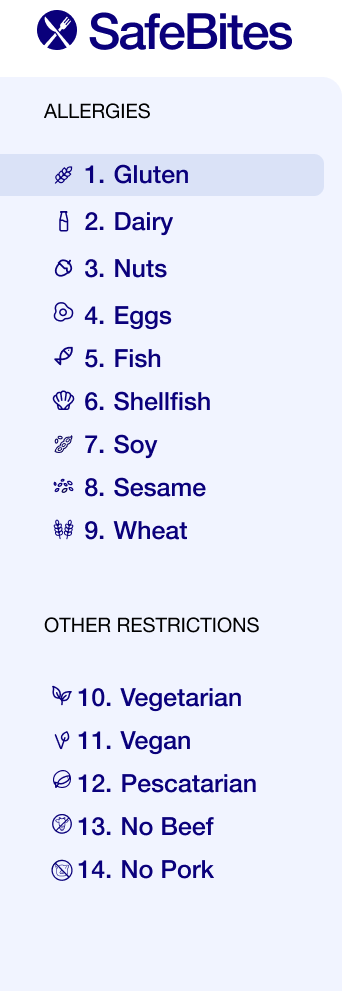 SafeBites
ALLERGIES
1. Gluten
2. Dairy
3. Nuts
4. Eggs
5. Fish
6. Shellfish
7. Soy
8. Sesame
9. Wheat
OTHER RESTRICTIONS
10. Vegetarian
11. Vegan
12. Pescatarian
13. No Beef
14. No Pork